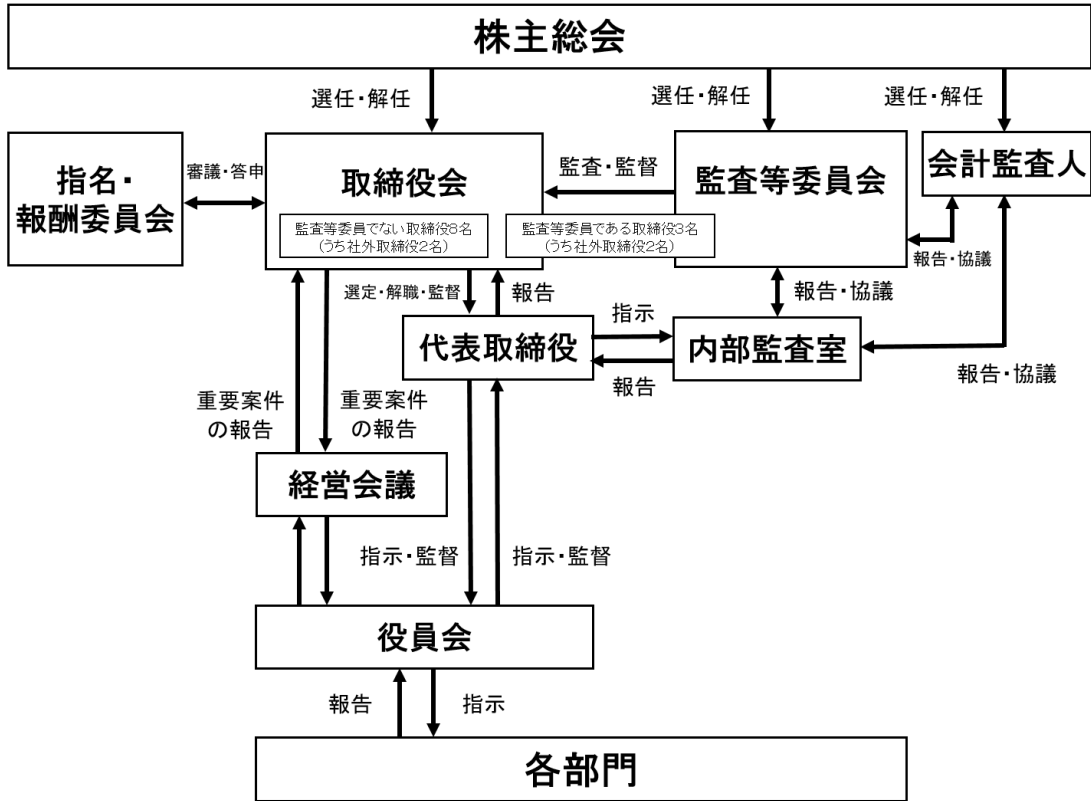 株主総会
選任・解任
選任・解任
選任・解任
指名・
報酬委員会
審議・答申
取締役会
監査等委員でない取締役8名
(うち社外取締役2名)
監査・監督
監査等委員会
監査等委員である取締役3名
(うち社外取締役2名)
会計監査人
報告・協議
選定・解職・監督
報告
報告・協議
代表取締役
指示
報告
内部監査室
報告・協議
重要案件
の報告
重要案件
の報告
経営会議
指示・監督
指示・監督
役員会
報告
指示
各部門